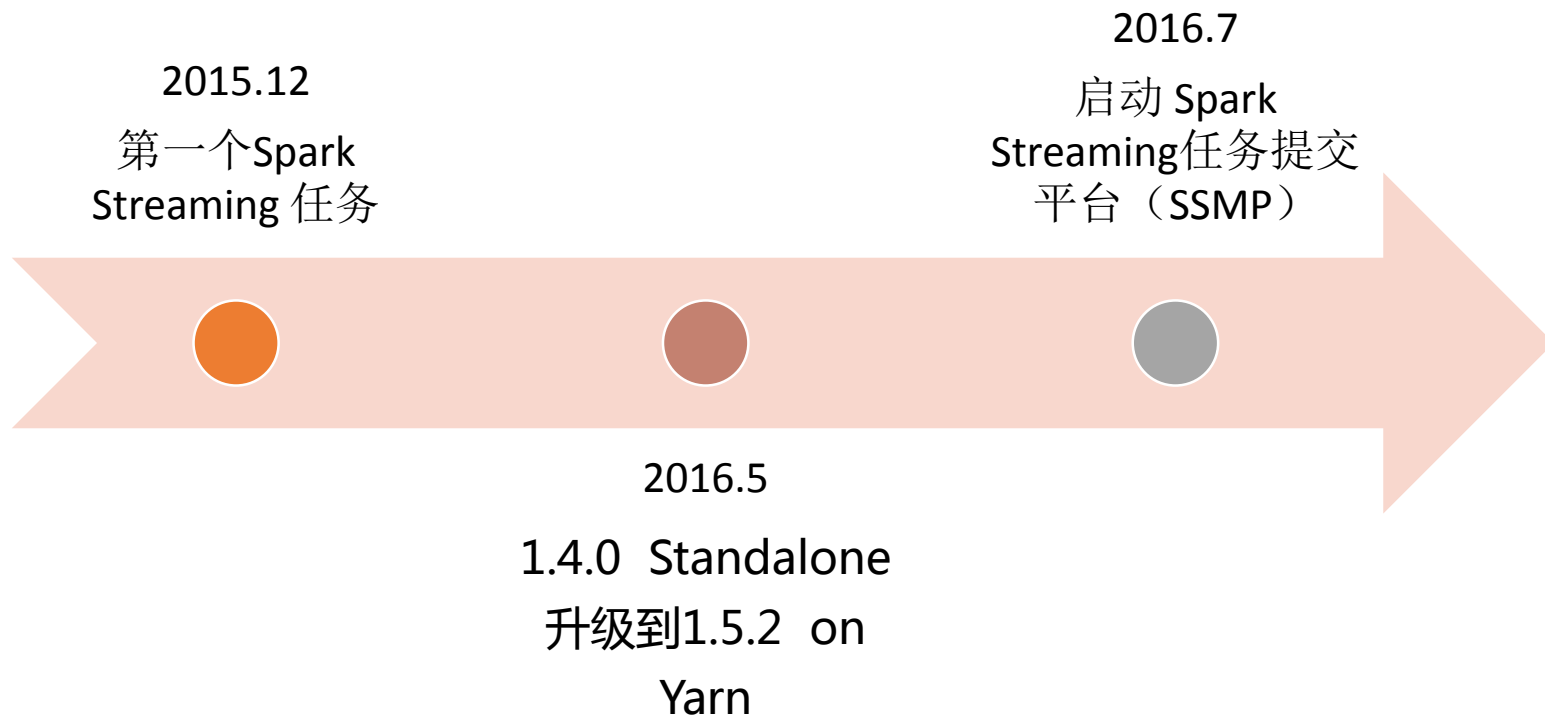 2015.12
第一个Spark
Streaming 任务
2016.5
1.4.0 Standalone
升级到1.5.2 on
Yarn
2016.7
启动 Spark
Streaming任务提交
平台（SSMP）